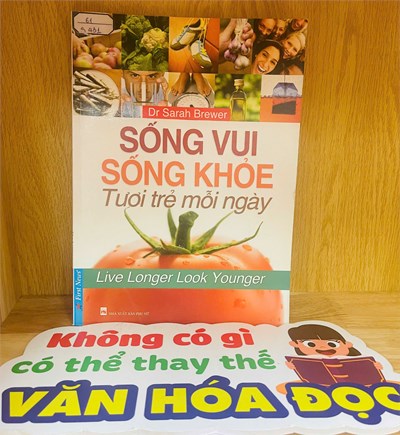 Dr Sarah Brewer
SỐNG VUI
SỐNG KHỎE
Tươi trẻ mỗi ngày
Live Longer Look Younger
First News
Không có gì
có thể thay thế
VĂN HÓA ĐỌC